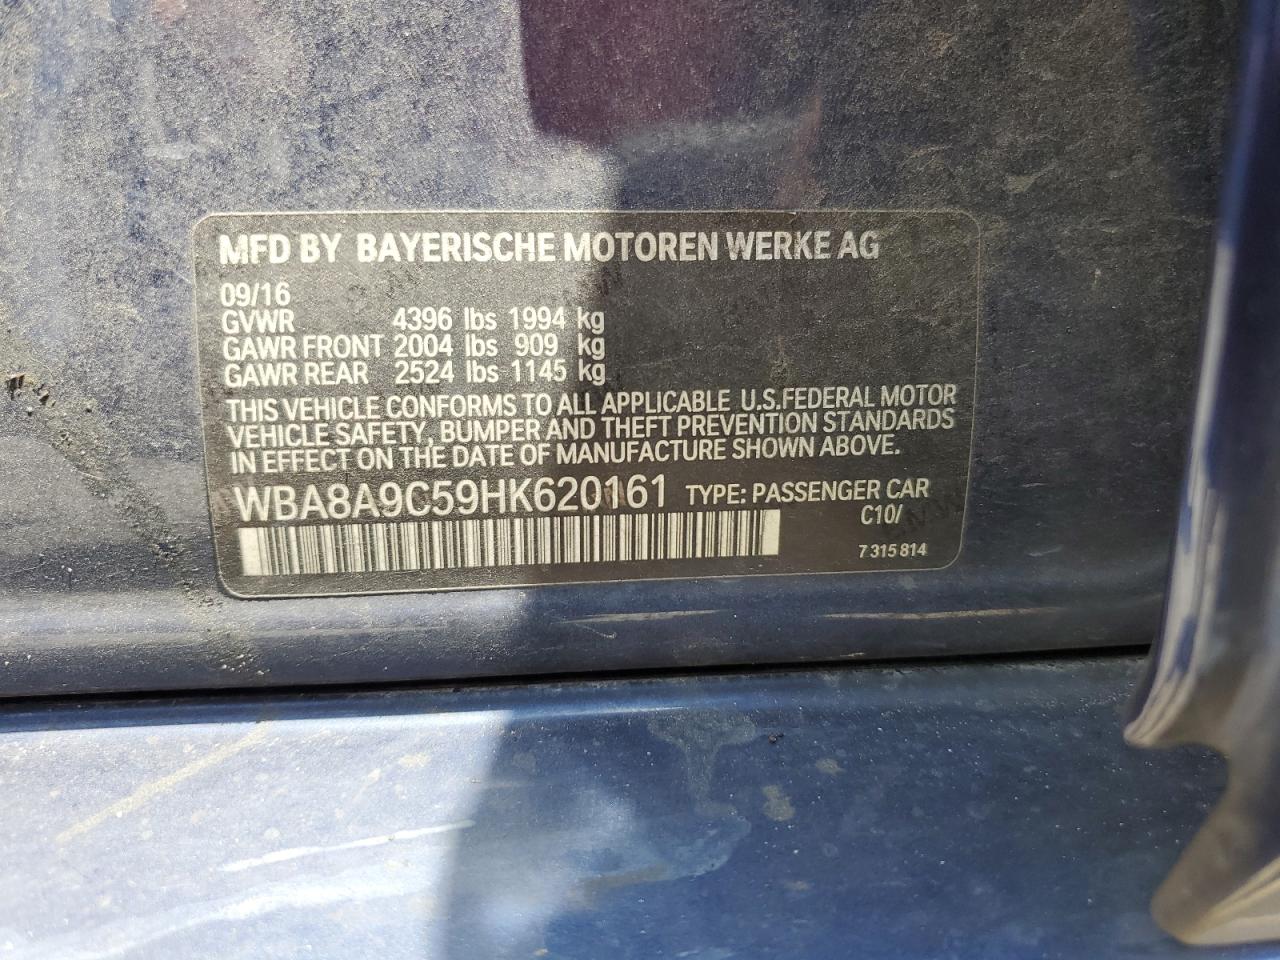 MFD BY BAYERISCHE MOTOREN WERKE AG
09/16
GVWR 4396 lbs 1994 kg
GAWR FRONT 2004 lbs 909 kg
GAWR REAR 2524 lbs 1145 kg
THIS VEHICLE CONFORMS TO ALL APPLICABLE U.S.FEDERAL MOTOR
VEHICLE SAFETY, BUMPER AND THEFT PREVENTION STANDARDS
IN EFFECT ON THE DATE OF MANUFACTURE SHOWN ABOVE.
WBA8A9C59HK620161 TYPE: PASSENGER CAR
C10/
7 315 814